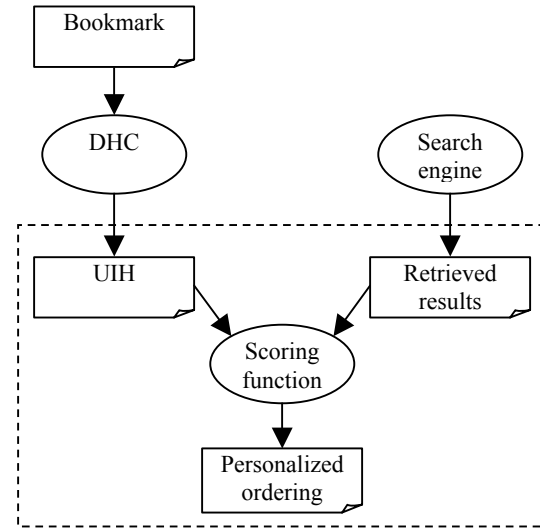 Bookmark
DHC
Search
engine
UIH
Retrieved
results
Scoring
function
Personalized
ordering